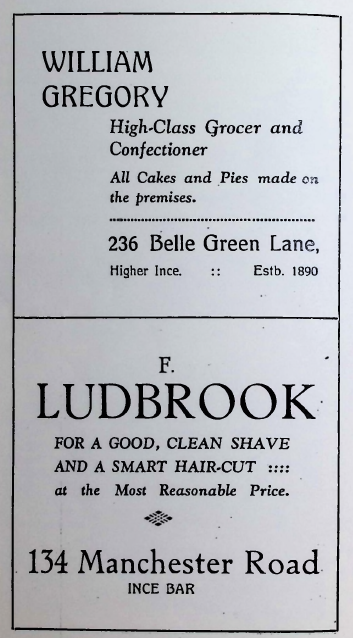 WILLIAM
GREGORY
High-Class Grocer and
Confectioner
All Cakes and Pies made on
the premises.
236 Belle Green Lane,
Higher Ince. :: Estb. 1890
F.
LUDBROOK
FOR A GOOD, CLEAN SHAVE
AND A SMART HAIR-CUT ::::
at the Most Reasonable Price.
134 Manchester Road
INCE BAR